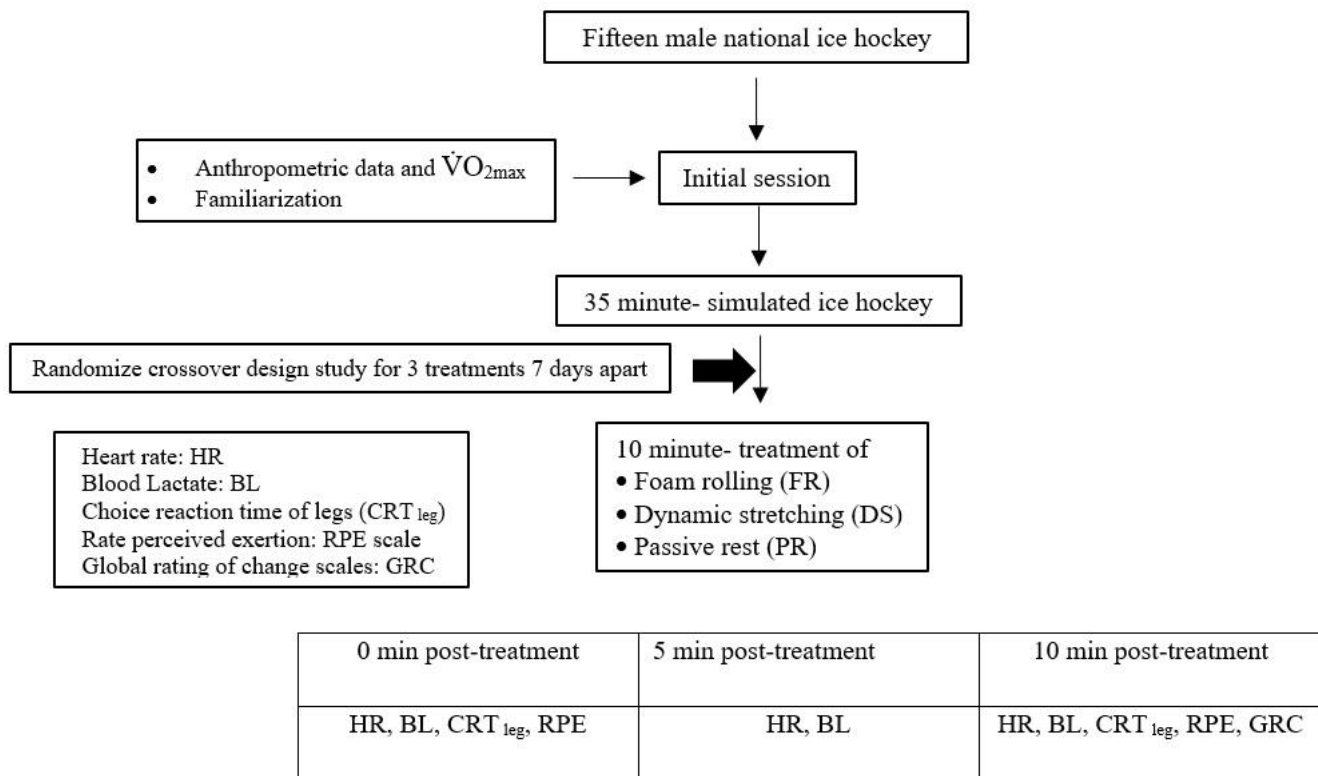 Fifteen male national ice hockey
• Anthropometric data and V̇O2max
• Familiarization
Initial session
35 minute- simulated ice hockey
Randomize crossover design study for 3 treatments 7 days apart
Heart rate: HR
Blood Lactate: BL
Choice reaction time of legs (CRT leg)
Rate perceived exertion: RPE scale
Global rating of change scales: GRC
10 minute- treatment of
• Foam rolling (FR)
• Dynamic stretching (DS)
• Passive rest (PR)
0 min post-treatment
5 min post-treatment
10 min post-treatment
HR, BL, CRT leg, RPE
HR, BL
HR, BL, CRT leg, RPE, GRC